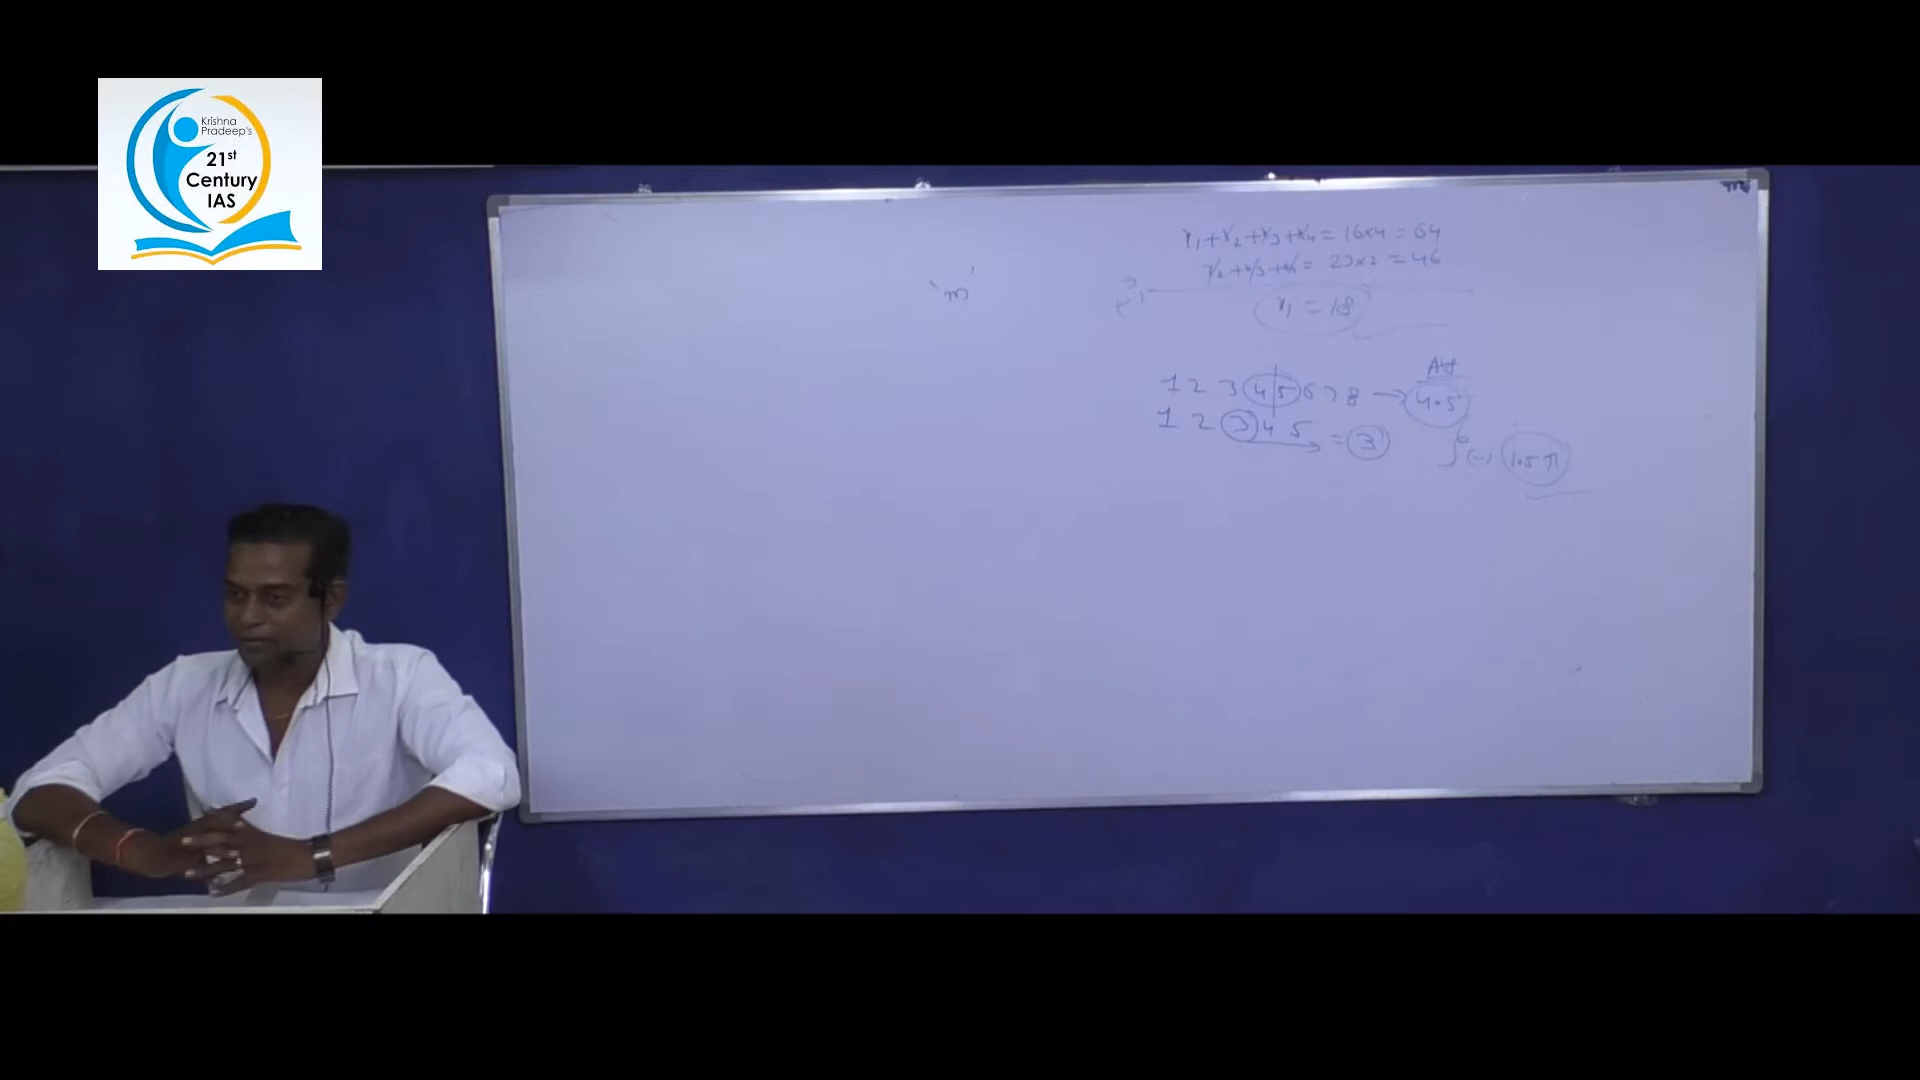 Krishna
Pradeep's
21st
Century
IAS
x₁+x₂+x₃+x₄ = 16×4 = 64
x₂+x₃+x₄ = 23×2 = 46
'm'
x₁ = 18
1 2 3 4 5 6 7 8 → 4.5
1 2 3 4 5 = 3
(-) 1.5